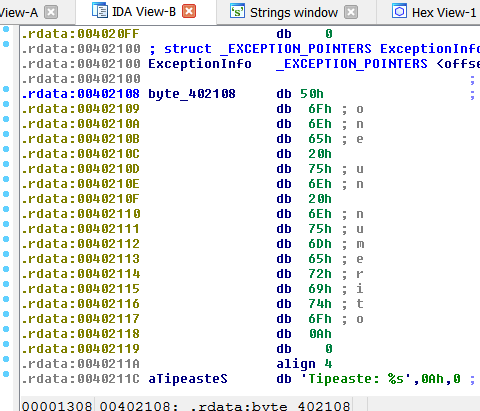 View-A IDA View-B Strings window Hex View-1
.rdata:004020FF db 0
.rdata:00402100 ; struct _EXCEPTION_POINTERS ExceptionInfo
.rdata:00402100 ExceptionInfo _EXCEPTION_POINTERS <offse
.rdata:00402100 ;
.rdata:00402108 byte_402108 db 50h ;
.rdata:00402109 db 6Fh ; o
.rdata:0040210A db 6Eh ; n
.rdata:0040210B db 65h ; e
.rdata:0040210C db 20h
.rdata:0040210D db 75h ; u
.rdata:0040210E db 6Eh ; n
.rdata:0040210F db 20h
.rdata:00402110 db 6Eh ; n
.rdata:00402111 db 75h ; u
.rdata:00402112 db 6Dh ; m
.rdata:00402113 db 65h ; e
.rdata:00402114 db 72h ; r
.rdata:00402115 db 69h ; i
.rdata:00402116 db 74h ; t
.rdata:00402117 db 6Fh ; o
.rdata:00402118 db 0Ah
.rdata:00402119 db 0
.rdata:0040211A align 4
.rdata:0040211C aTipeasteS db 'Tipeaste: %s',0Ah,0 ;
00001308 00402108: .rdata:byte_402108